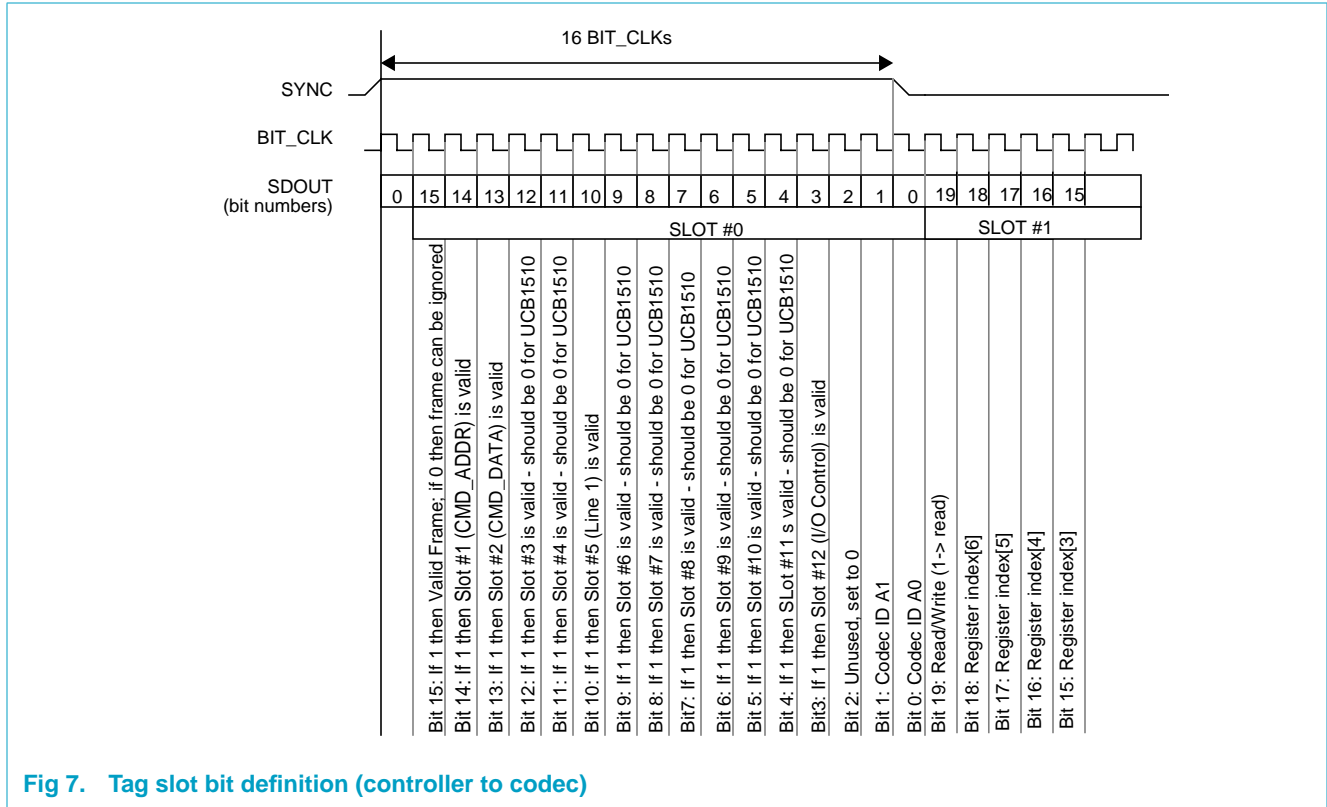 16 BIT_CLKs
SYNC
BIT_CLK
SDOUT
(bit numbers)
0 15 14 13 12 11 10 9 8 7 6 5 4 3 2 1 0 19 18 17 16 15
SLOT #0 SLOT #1
Bit 15: If 1 then Valid Frame; if 0 then frame can be ignored
Bit 14: If 1 then Slot #1 (CMD_ADDR) is valid
Bit 13: If 1 then Slot #2 (CMD_DATA) is valid
Bit 12: If 1 then Slot #3 is valid - should be 0 for UCB1510
Bit 11: If 1 then Slot #4 is valid - should be 0 for UCB1510
Bit 10: If 1 then Slot #5 (Line 1) is valid
Bit 9: If 1 then Slot #6 is valid - should be 0 for UCB1510
Bit 8: If 1 then Slot #7 is valid - should be 0 for UCB1510
Bit7: If 1 then Slot #8 is valid - should be 0 for UCB1510
Bit 6: If 1 then Slot #9 is valid - should be 0 for UCB1510
Bit 5: If 1 then Slot #10 is valid - should be 0 for UCB1510
Bit 4: If 1 then SLot #11 s valid - should be 0 for UCB1510
Bit3: If 1 then Slot #12 (I/O Control) is valid
Bit 2: Unused, set to 0
Bit 1: Codec ID A1
Bit 0: Codec ID A0
Bit 19: Read/Write (1-> read)
Bit 18: Register index[6]
Bit 17: Register index[5]
Bit 16: Register index[4]
Bit 15: Register index[3]
Fig 7. Tag slot bit definition (controller to codec)